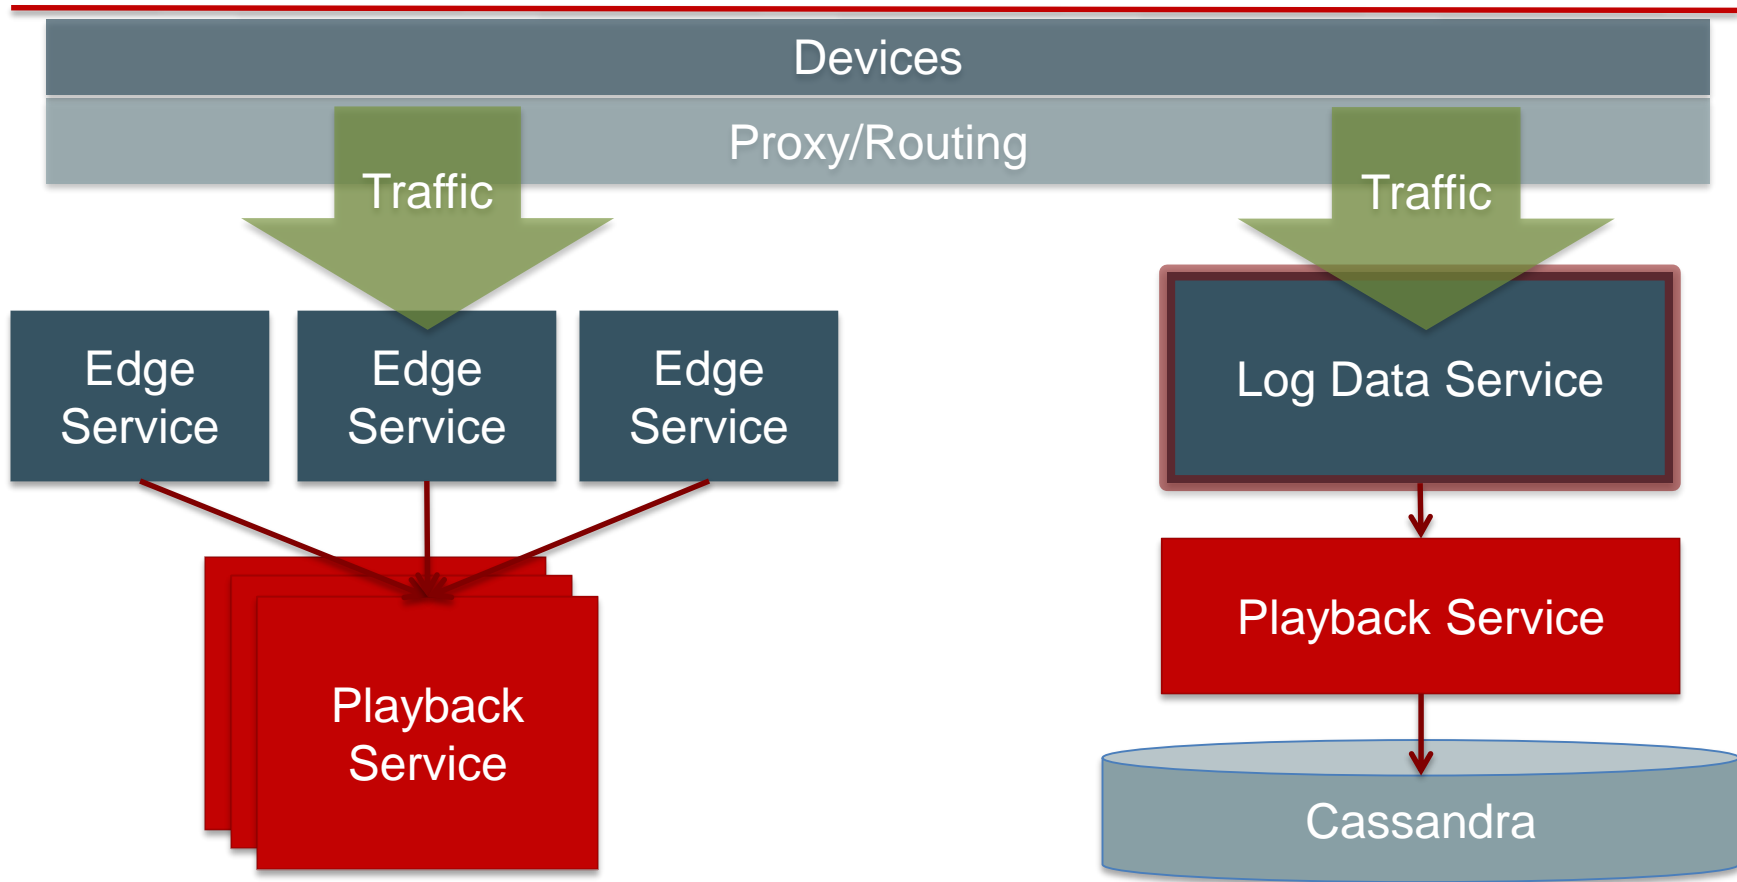 Devices
Proxy/Routing
Traffic
Traffic
Edge
Service
Edge
Service
Edge
Service
Log Data Service
Playback
Service
Playback Service
Cassandra